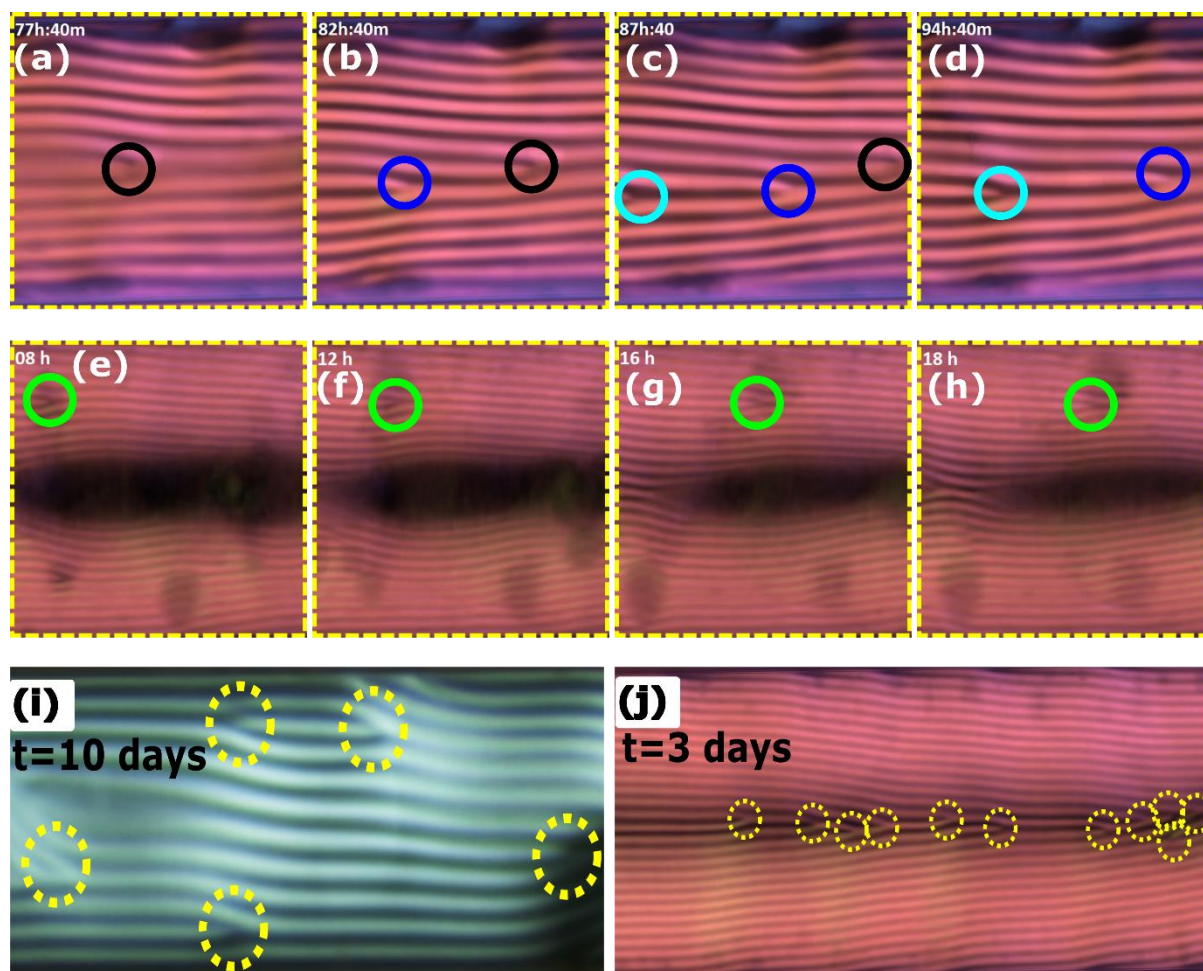 77h:40m
(a)
82h:40m
(b)
87h:40
(c)
94h:40m
(d)
08 h
(e)
12 h
(f)
16 h
(g)
18 h
(h)
(i)
t=10 days
(j)
t=3 days